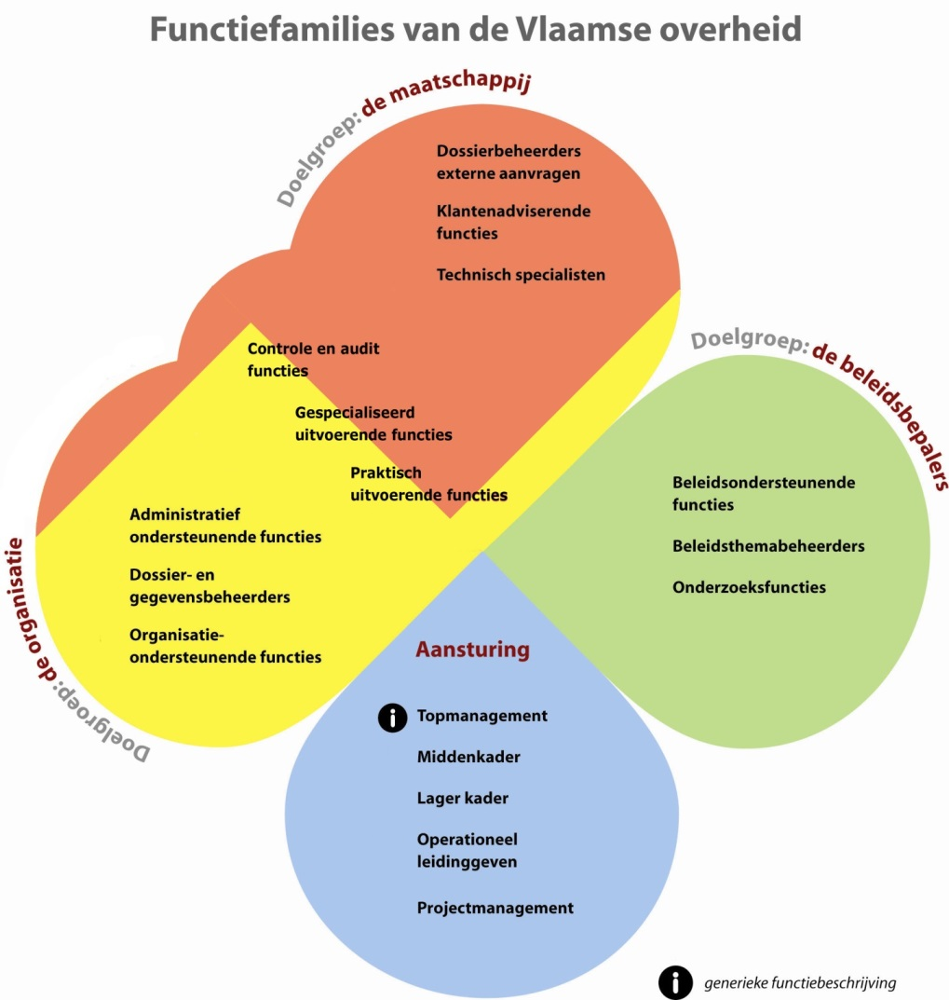 Functiefamilies van de Vlaamse overheid
Doelgroep: de maatschappij
Dossierbeheerders
externe aanvragen
Klantenadviserende
functies
Technisch specialisten
Doelgroep: de beleidsbepalers
Controle en audit
functies
Gespecialiseerd
uitvoerende functies
Praktisch
uitvoerende functies
Beleidsondersteunende
functies
Beleidsthemabeheerders
Onderzoeksfuncties
Doelgroep: de organisatie
Administratief
ondersteunende functies
Dossier- en
gegevensbeheerders
Organisatie-
ondersteunende functies
Aansturing
i Topmanagement
Middenkader
Lager kader
Operationeel
leidinggeven
Projectmanagement
i generieke functiebeschrijving